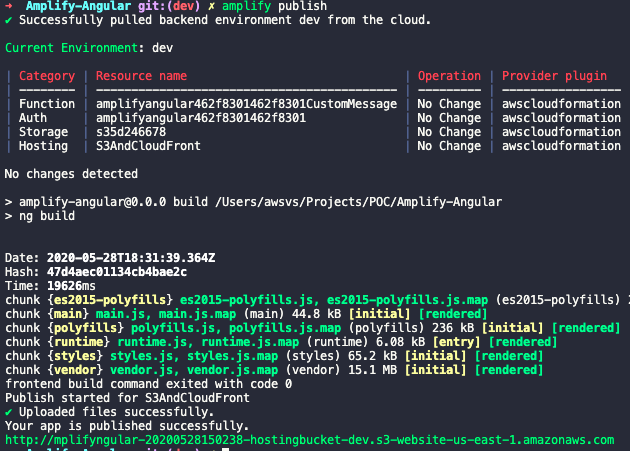 ➜ Amplify-Angular git:(dev) ✗ amplify publish
✔ Successfully pulled backend environment dev from the cloud.
Current Environment: dev
| Category | Resource name | Operation | Provider plugin
| -------- | ----------------------------------------- | --------- | -----------------
| Function | amplifyangular462f8301462f8301CustomMessage | No Change | awscloudformation
| Auth | amplifyangular462f8301462f8301 | No Change | awscloudformation
| Storage | s35d246678 | No Change | awscloudformation
| Hosting | S3AndCloudFront | No Change | awscloudformation
No changes detected
> amplify-angular@0.0.0 build /Users/awsvs/Projects/POC/Amplify-Angular
> ng build
Date: 2020-05-28T18:31:39.364Z
Hash: 47d4aec01134cb4bae2c
Time: 19626ms
chunk {es2015-polyfills} es2015-polyfills.js, es2015-polyfills.js.map (es2015-polyfills) 2
chunk {main} main.js, main.js.map (main) 44.8 kB [initial] [rendered]
chunk {polyfills} polyfills.js, polyfills.js.map (polyfills) 236 kB [initial] [rendered]
chunk {runtime} runtime.js, runtime.js.map (runtime) 6.08 kB [entry] [rendered]
chunk {styles} styles.js, styles.js.map (styles) 65.2 kB [initial] [rendered]
chunk {vendor} vendor.js, vendor.js.map (vendor) 15.1 MB [initial] [rendered]
frontend build command exited with code 0
Publish started for S3AndCloudFront
✔ Uploaded files successfully.
Your app is published successfully.
http://mplifyngular-20200528150238-hostingbucket-dev.s3-website-us-east-1.amazonaws.com
Amplify-Angular git:(dev)